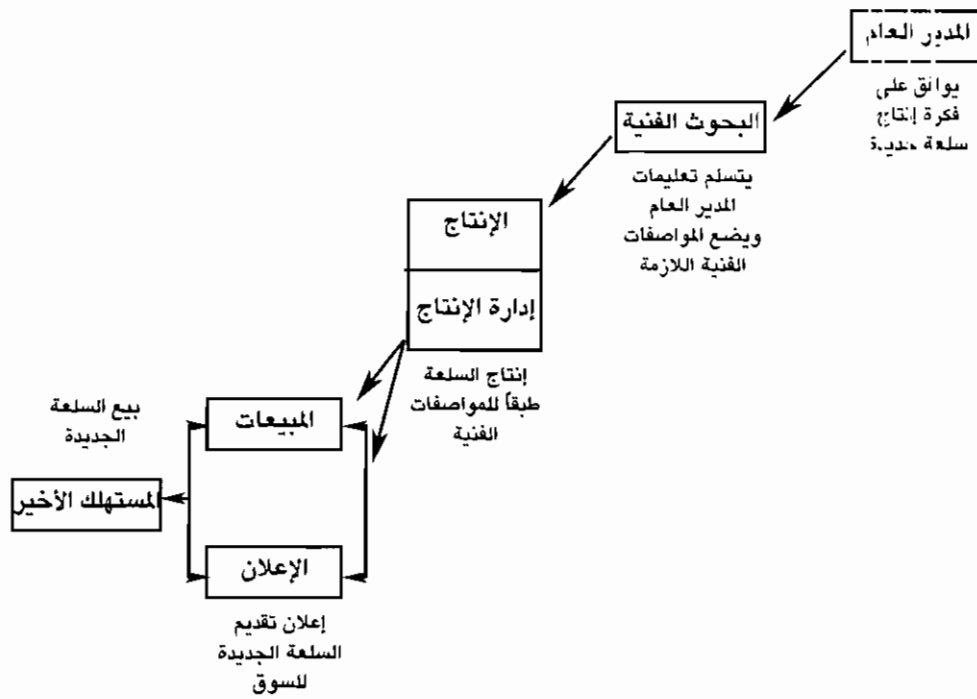 المدير العام
يوافق على
فكرة إنتاج
سلعة جديدة
البحوث الفنية
يتسلم تعليمات
المدير العام
ويضع المواصفات
الفنية اللازمة
الإنتاج
إدارة الإنتاج
إنتاج السلعة
طبقاً للمواصفات
الفنية
المبيعات
بيع السلعة
الجديدة
المستهلك الأخير
الإعلان
إعلان تقديم
السلعة الجديدة
للسوق